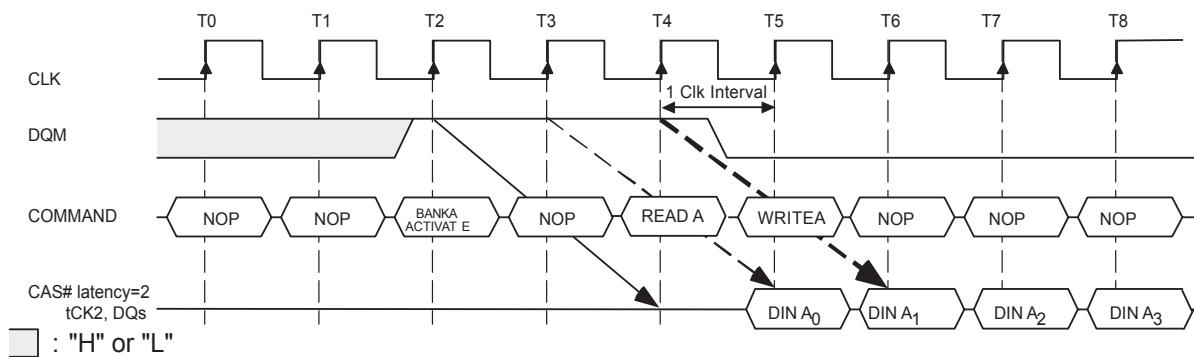 T0 T1 T2 T3 T4 T5 T6 T7 T8
CLK
1 Clk Interval
DQM
COMMAND NOP NOP BANKA ACTIVAT E NOP READ A WRITEA NOP NOP NOP
CAS# latency=2
tCK2, DQs DIN A0 DIN A1 DIN A2 DIN A3
: "H" or "L"